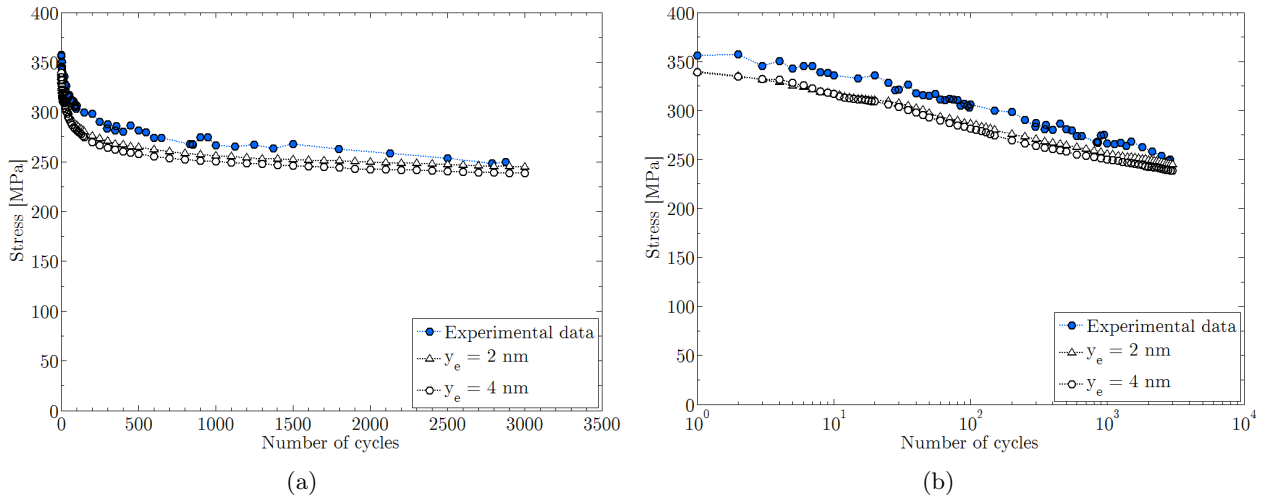 400
350
300
250
200
150
100
50
0
Stress [MPa]
0 500 1000 1500 2000 2500 3000 3500
Number of cycles
Experimental data
y_e = 2 nm
y_e = 4 nm
(a)
400
350
300
250
200
150
100
50
0
Stress [MPa]
10^0 10^1 10^2 10^3 10^4
Number of cycles
Experimental data
y_e = 2 nm
y_e = 4 nm
(b)